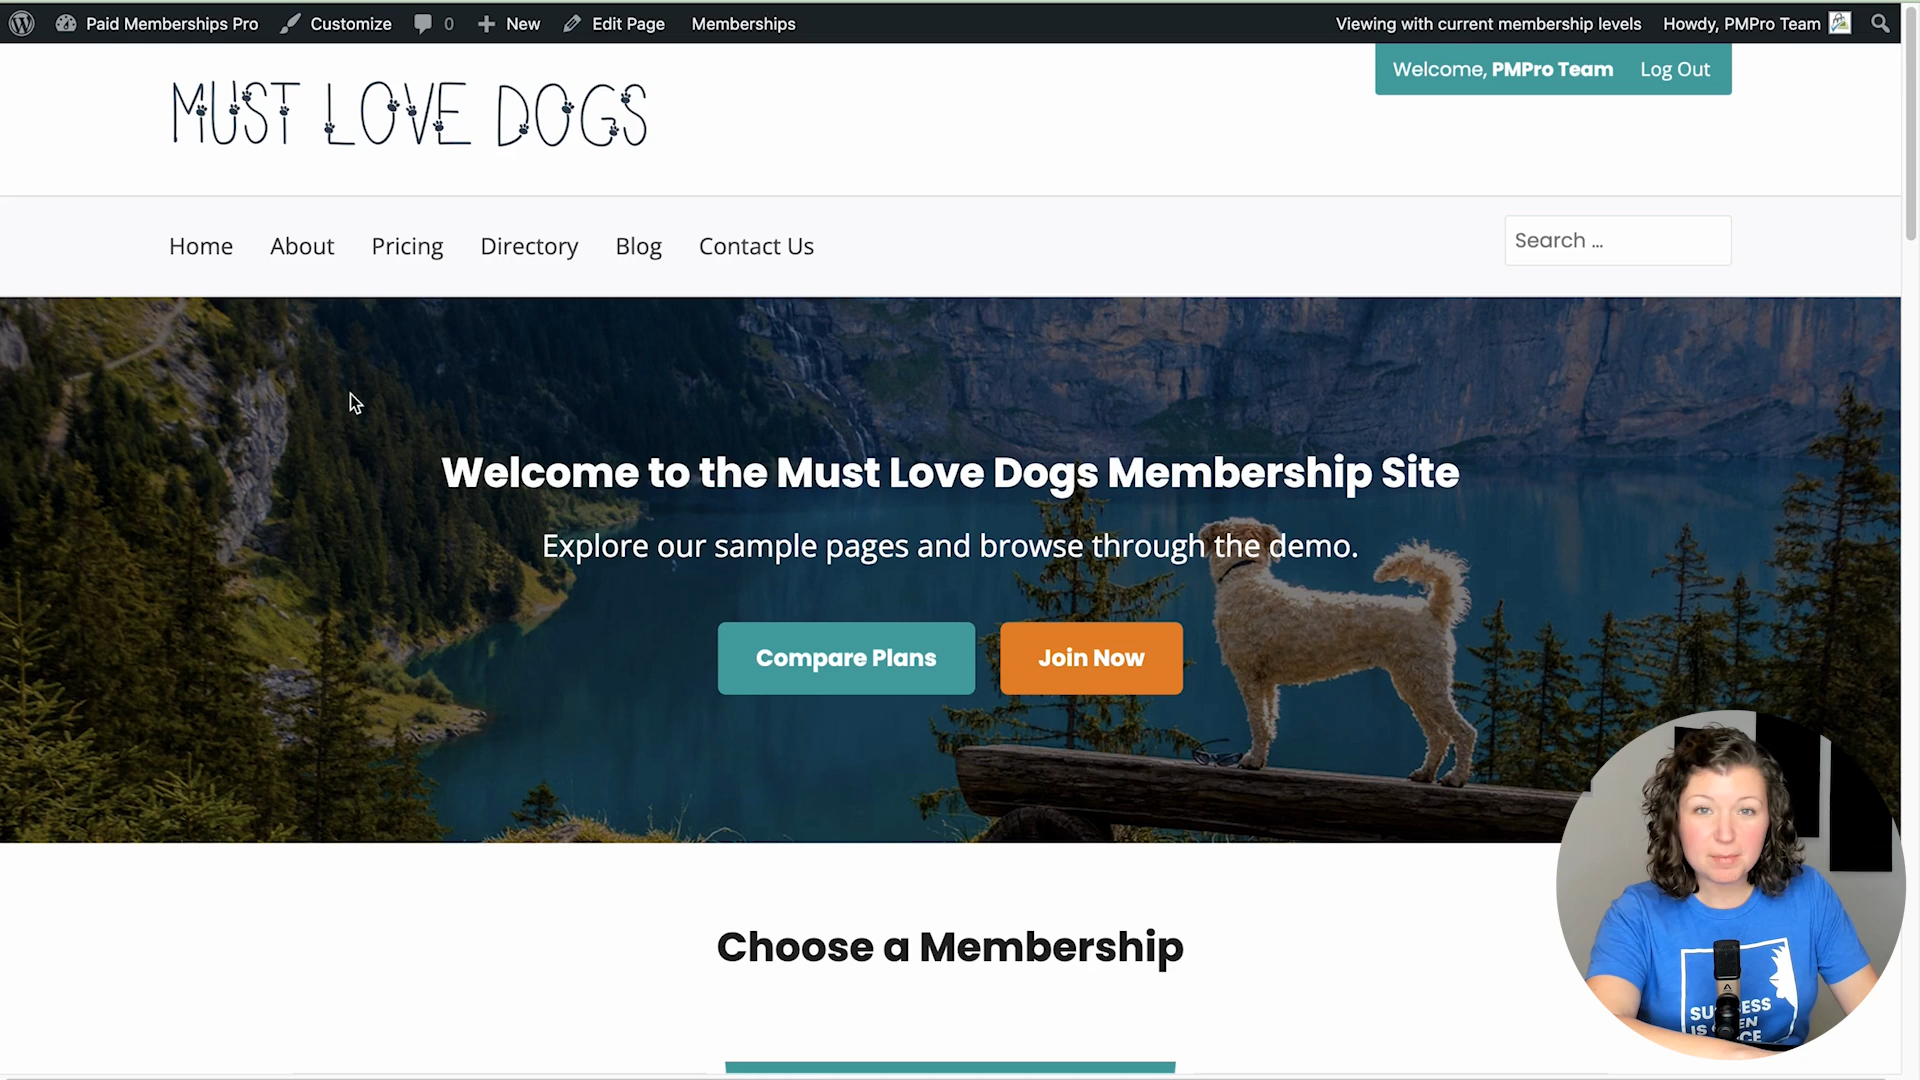 Paid Memberships Pro Customize 0 New Edit Page Memberships Viewing with current membership levels Howdy, PMPro Team
Welcome, PMPro Team Log Out
MUST LOVE DOGS
Home About Pricing Directory Blog Contact Us Search ...
Welcome to the Must Love Dogs Membership Site
Explore our sample pages and browse through the demo.
Compare Plans Join Now
Choose a Membership